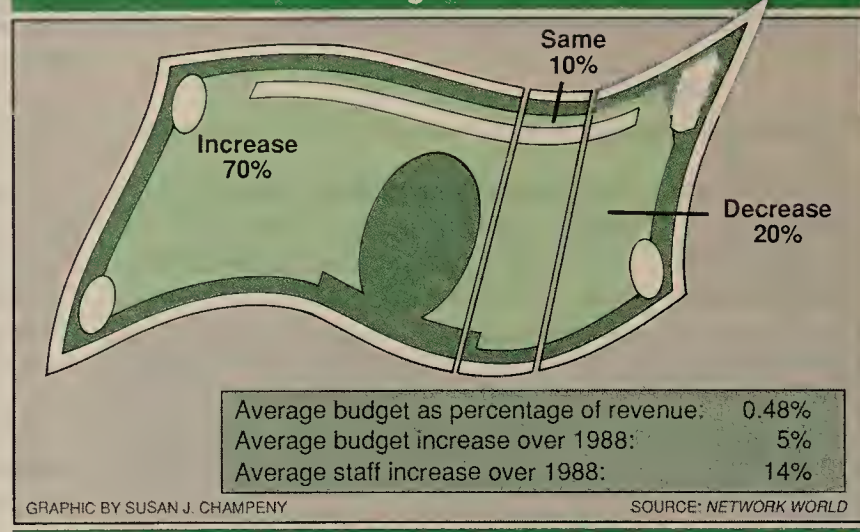 Same
10%
Increase
70%
Decrease
20%
Average budget as percentage of revenue: 0.48%
Average budget increase over 1988: 5%
Average staff increase over 1988: 14%
GRAPHIC BY SUSAN J. CHAMPENY
SOURCE: NETWORK WORLD